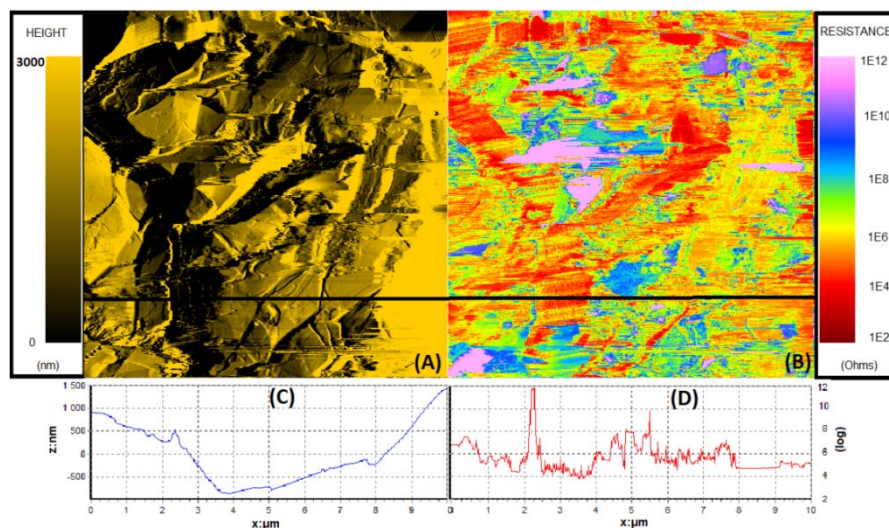 HEIGHT
3000
0
(nm)
(A)
(B)
RESISTANCE
1E12
1E10
1E8
1E6
1E4
1E2
(Ohms)
(C)
1 500
1 000
500
0
-500
z:nm
0 1 2 3 4 5 6 7 8 9 10
x:µm
(D)
12
10
8
6
4
2
(log)
0 1 2 3 4 5 6 7 8 9 10
x:µm